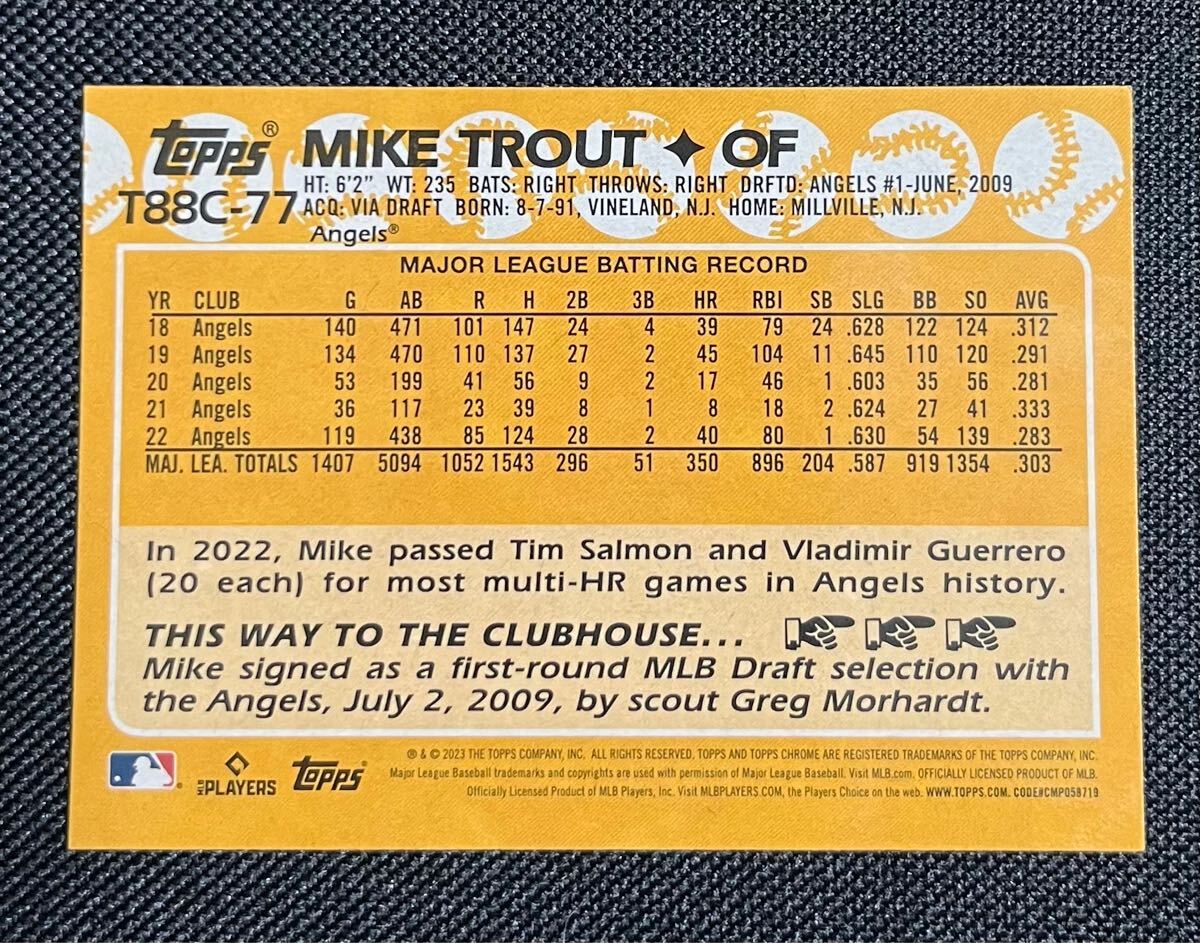 Topps® MIKE TROUT ✦ OF
T88C-77 HT: 6'2" WT: 235 BATS: RIGHT THROWS: RIGHT DRFTD: ANGELS #1-JUNE, 2009
ACQ: VIA DRAFT BORN: 8-7-91, VINELAND, N.J. HOME: MILLVILLE, N.J.
Angels®
MAJOR LEAGUE BATTING RECORD
YR CLUB G AB R H 2B 3B HR RBI SB SLG BB SO AVG
18 Angels 140 471 101 147 24 4 39 79 24 .628 122 124 .312
19 Angels 134 470 110 137 27 2 45 104 11 .645 110 120 .291
20 Angels 53 199 41 56 9 2 17 46 1 .603 35 56 .281
21 Angels 36 117 23 39 8 1 8 18 2 .624 27 41 .333
22 Angels 119 438 85 124 28 2 40 80 1 .630 54 139 .283
MAJ. LEA. TOTALS 1407 5094 1052 1543 296 51 350 896 204 .587 919 1354 .303
In 2022, Mike passed Tim Salmon and Vladimir Guerrero
(20 each) for most multi-HR games in Angels history.
THIS WAY TO THE CLUBHOUSE...
Mike signed as a first-round MLB Draft selection with
the Angels, July 2, 2009, by scout Greg Morhardt.
® & © 2023 THE TOPPS COMPANY, INC. ALL RIGHTS RESERVED. TOPPS AND TOPPS CHROME ARE REGISTERED TRADEMARKS OF THE TOPPS COMPANY, INC.
Major League Baseball trademarks and copyrights are used with permission of Major League Baseball. Visit MLB.com. OFFICIALLY LICENSED PRODUCT OF MLB.
Officially Licensed Product of MLB Players, Inc. Visit MLBPLAYERS.COM, the Players Choice on the web. WWW.TOPPS.COM. CODE#CMP058719
MLB PLAYERS Topps®